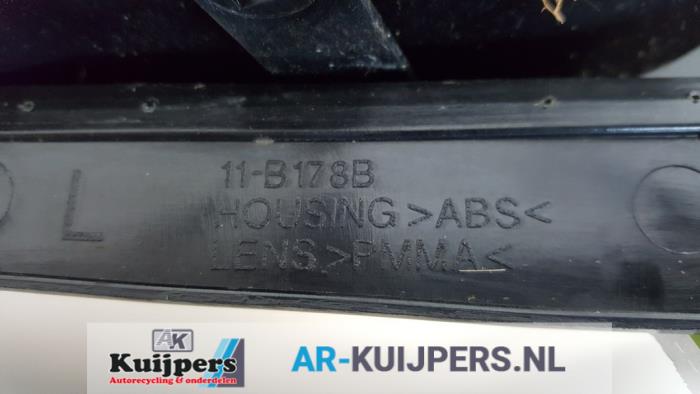 11-B178B
L
HOUSING >ABS<
LENS >PMMA<
AK
Kuijpers
Autorecycling & onderdelen
AR-KUIJPERS.NL